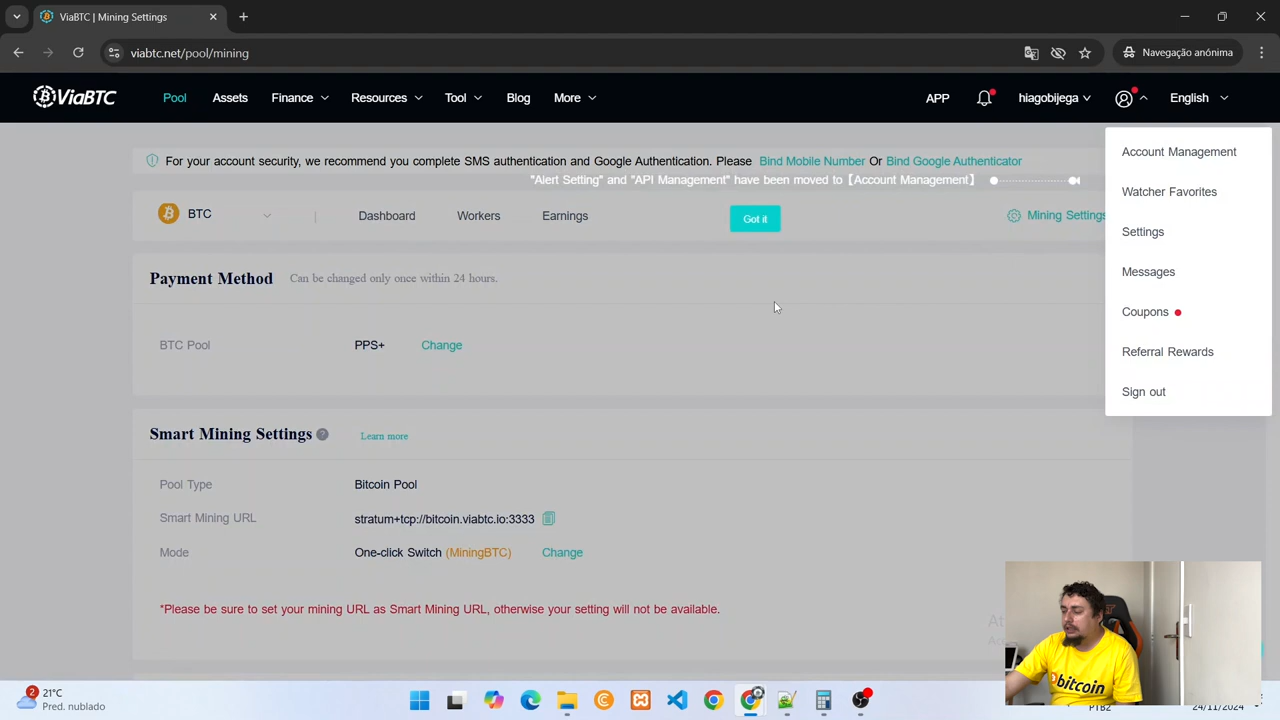 ViaBTC | Mining Settings
viabtc.net/pool/mining
Navegação anónima
ViaBTC
Pool
Assets
Finance
Resources
Tool
Blog
More
APP
hiagobijega
English
For your account security, we recommend you complete SMS authentication and Google Authentication. Please Bind Mobile Number Or Bind Google Authenticator
"Alert Setting" and "API Management" have been moved to【Account Management】
BTC
Dashboard
Workers
Earnings
Got it
Mining Settings
Account Management
Watcher Favorites
Settings
Messages
Coupons
Referral Rewards
Sign out
Payment Method
Can be changed only once within 24 hours.
BTC Pool
PPS+
Change
Smart Mining Settings
?
Learn more
Pool Type
Bitcoin Pool
Smart Mining URL
stratum+tcp://bitcoin.viabtc.io:3333
Mode
One-click Switch (MiningBTC)
Change
*Please be sure to set your mining URL as Smart Mining URL, otherwise your setting will not be available.
bitcoin
2
21°C
Pred. nublado
PTB2
24/11/2024